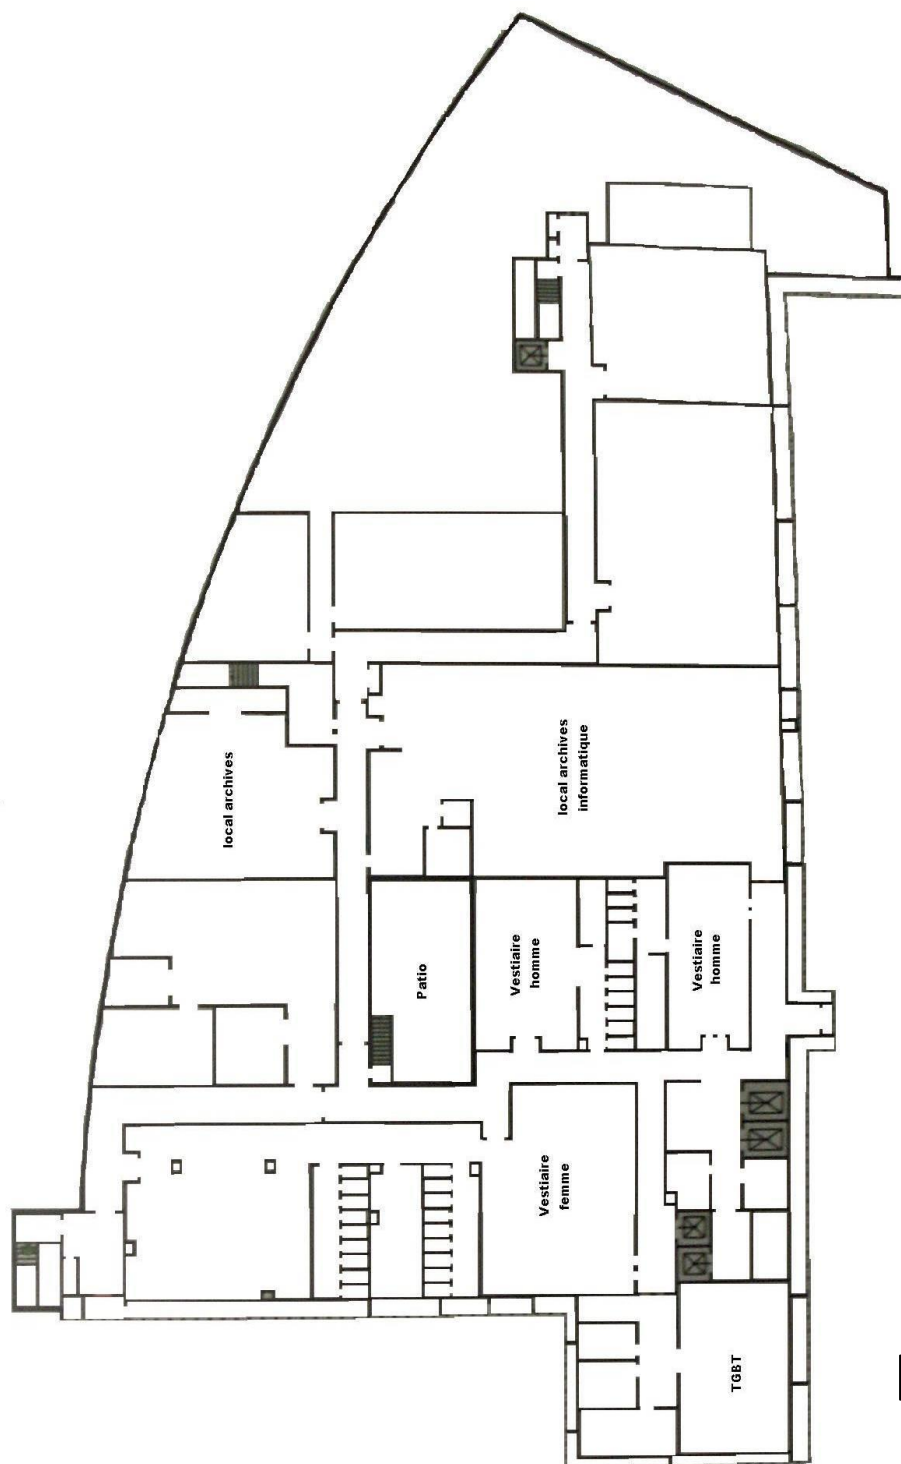 local archives
local archives
informatique
Patio
Vestiaire
homme
Vestiaire
homme
Vestiaire
femme
TGBT